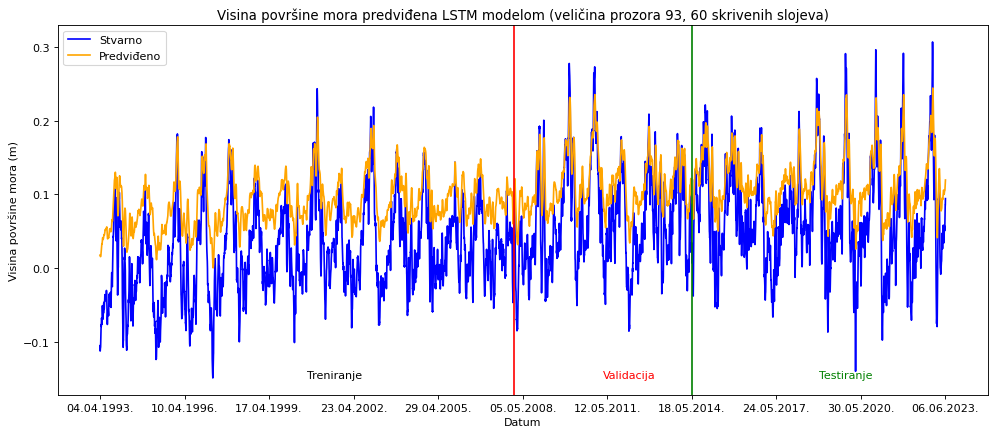 Visina površine mora predviđena LSTM modelom (veličina prozora 93, 60 skrivenih slojeva)
Stvarno
Predviđeno
Visina površine mora (m)
0.3
0.2
0.1
0.0
−0.1
Treniranje
Validacija
Testiranje
04.04.1993. 10.04.1996. 17.04.1999. 23.04.2002. 29.04.2005. 05.05.2008. 12.05.2011. 18.05.2014. 24.05.2017. 30.05.2020. 06.06.2023.
Datum